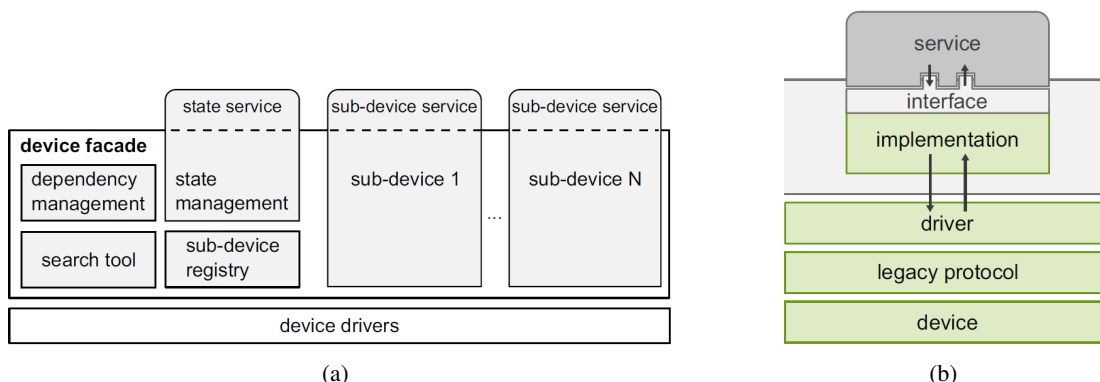 state service
sub-device service
sub-device service
device facade
dependency
management
state
management
sub-device 1
sub-device N
...
search tool
sub-device
registry
device drivers
(a)
service
interface
implementation
driver
legacy protocol
device
(b)